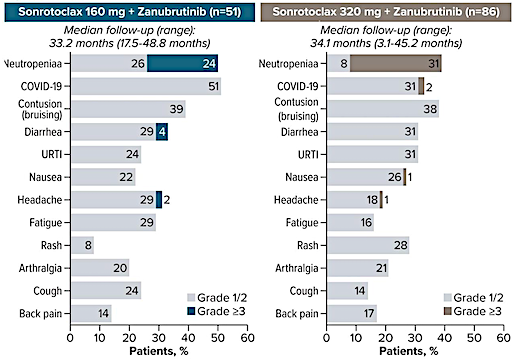 Sonrotoclax 160 mg + Zanubrutinib (n=51)
Median follow-up (range):
33.2 months (17.5-48.8 months)
Neutropeniaa 26 24
COVID-19 51
Contusion
(bruising) 39
Diarrhea 29 4
URTI 24
Nausea 22
Headache 29 2
Fatigue 29
Rash 8
Arthralgia 20
Cough 24
Back pain 14
Grade 1/2
Grade ≥3
0 10 20 30 40 50 60
Patients, %
Sonrotoclax 320 mg + Zanubrutinib (n=86)
Median follow-up (range):
34.1 months (3.1-45.2 months)
Neutropeniaa 8 31
COVID-19 31 2
Contusion
(bruising) 38
Diarrhea 31
URTI 31
Nausea 26 1
Headache 18 1
Fatigue 16
Rash 28
Arthralgia 21
Cough 14
Back pain 17
Grade 1/2
Grade ≥3
0 10 20 30 40 50 60
Patients, %